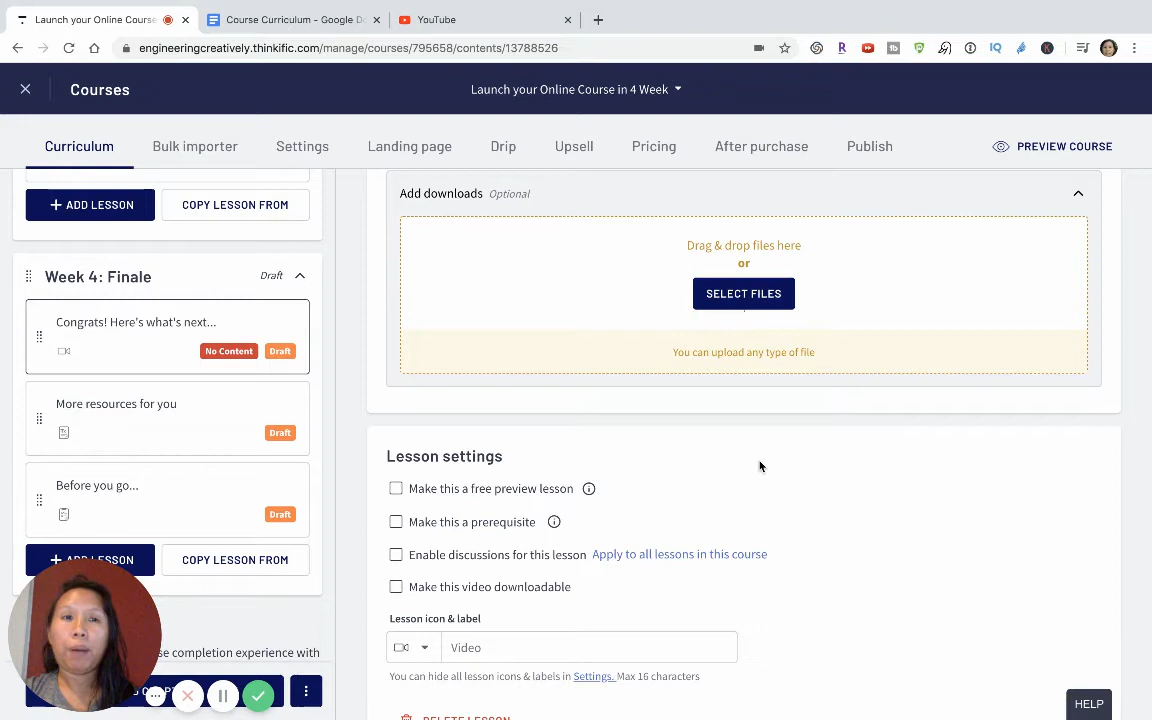 Launch your Online Course
Course Curriculum - Google Do
YouTube
engineeringcreatively.thinkific.com/manage/courses/795658/contents/13788526
Courses
Launch your Online Course in 4 Week
Curriculum
Bulk importer
Settings
Landing page
Drip
Upsell
Pricing
After purchase
Publish
PREVIEW COURSE
+ ADD LESSON
COPY LESSON FROM
Week 4: Finale
Draft
Congrats! Here's what's next...
No Content
Draft
More resources for you
Draft
Before you go...
Draft
+ ADD LESSON
COPY LESSON FROM
se completion experience with
Add downloads Optional
Drag & drop files here
or
SELECT FILES
You can upload any type of file
Lesson settings
Make this a free preview lesson
Make this a prerequisite
Enable discussions for this lesson Apply to all lessons in this course
Make this video downloadable
Lesson icon & label
Video
You can hide all lesson icons & labels in Settings. Max 16 characters
DELETE LESSON
HELP